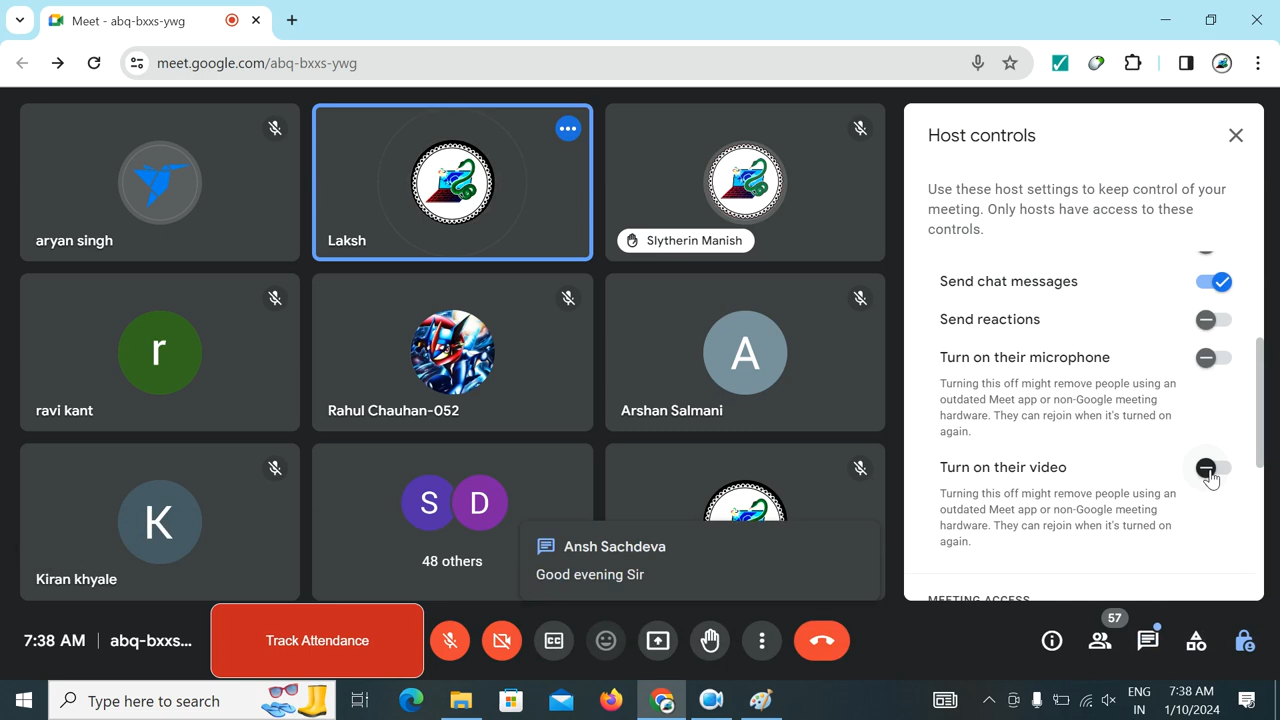 Meet - abq-bxxs-ywg
meet.google.com/abq-bxxs-ywg
aryan singh
Laksh
Slytherin Manish
r
ravi kant
Rahul Chauhan-052
A
Arshan Salmani
K
Kiran khyale
S D
48 others
Ansh Sachdeva
Good evening Sir
Host controls
Use these host settings to keep control of your
meeting. Only hosts have access to these
controls.
Send chat messages
Send reactions
Turn on their microphone
Turning this off might remove people using an
outdated Meet app or non-Google meeting
hardware. They can rejoin when it's turned on
again.
Turn on their video
Turning this off might remove people using an
outdated Meet app or non-Google meeting
hardware. They can rejoin when it's turned on
again.
MEETING ACCESS
7:38 AM
abq-bxxs...
Track Attendance
57
Type here to search
ENG
IN
7:38 AM
1/10/2024